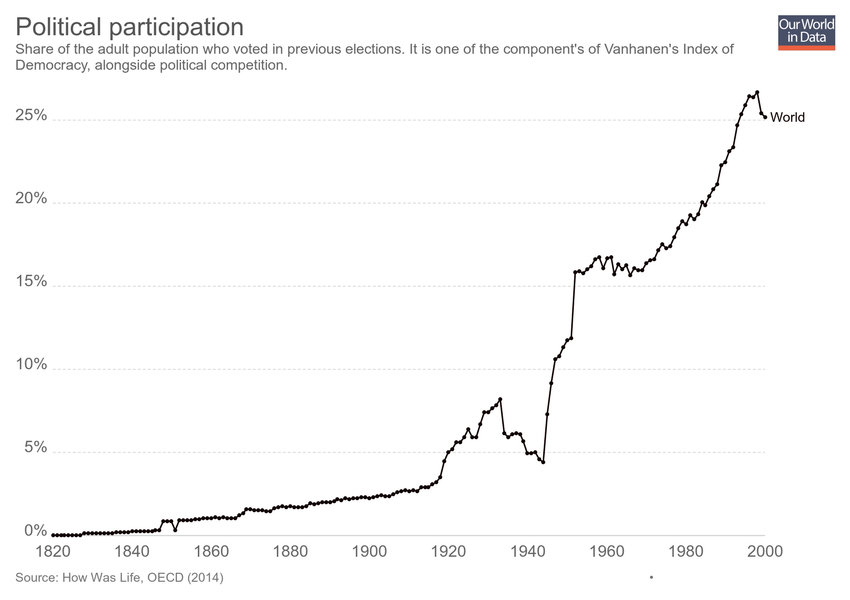 Political participation
Our World
in Data
Share of the adult population who voted in previous elections. It is one of the component's of Vanhanen's Index of
Democracy, alongside political competition.
25%
World
20%
15%
10%
5%
0%
1820 1840 1860 1880 1900 1920 1940 1960 1980 2000
Source: How Was Life, OECD (2014)